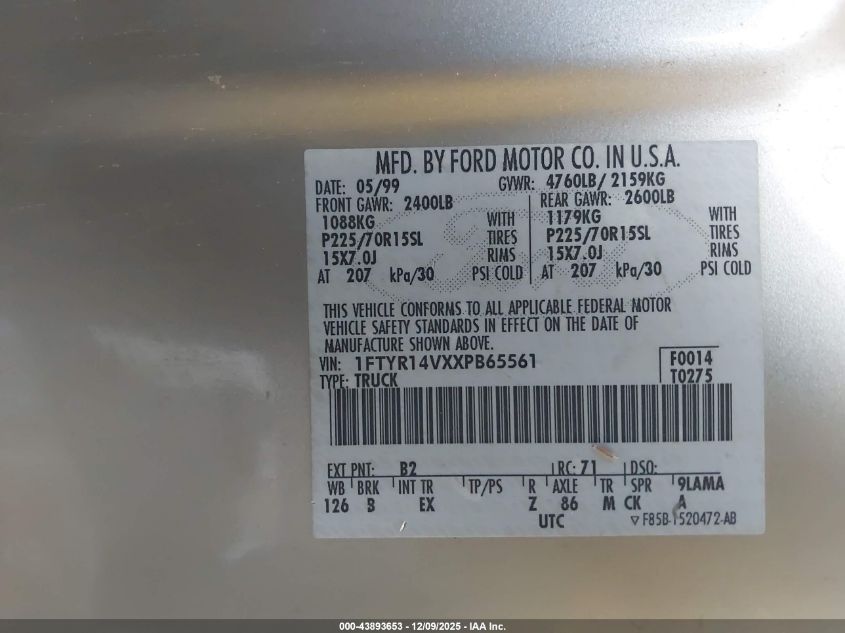 MFD. BY FORD MOTOR CO. IN U.S.A.
DATE: 05/99 GVWR: 4760LB/ 2159KG
FRONT GAWR: 2400LB REAR GAWR: 2600LB
1088KG WITH 1179KG WITH
P225/70R15SL TIRES P225/70R15SL TIRES
15X7.0J RIMS 15X7.0J RIMS
AT 207 kPa/30 PSI COLD AT 207 kPa/30 PSI COLD
THIS VEHICLE CONFORMS TO ALL APPLICABLE FEDERAL MOTOR
VEHICLE SAFETY STANDARDS IN EFFECT ON THE DATE OF
MANUFACTURE SHOWN ABOVE.
VIN: 1FTYR14VXXPB65561 F0014
TYPE: TRUCK T0275
EXT PNT: B2 RC: 71 DSO:
WB BRK INT TR TP/PS R AXLE TR SPR 9LAMA
126 B EX Z 86 M CK A
UTC ▽ F85B-1520472-AB
000-43893653 - 12/09/2025 - IAA Inc.